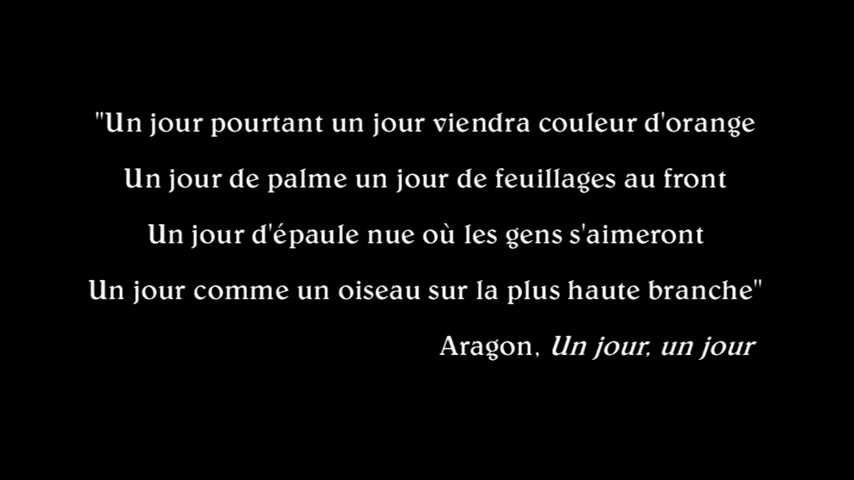 "Un jour pourtant un jour viendra couleur d'orange
Un jour de palme un jour de feuillages au front
Un jour d'épaule nue où les gens s'aimeront
Un jour comme un oiseau sur la plus haute branche"
Aragon, Un jour, un jour